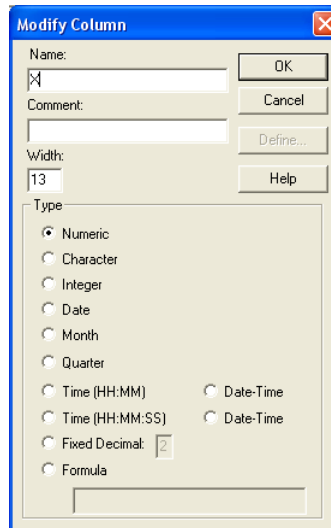 Modify Column
Name:
OK
X
Cancel
Comment:
Define...
Width:
13
Help
Type
Numeric
Character
Integer
Date
Month
Quarter
Time (HH:MM) Date-Time
Time (HH:MM:SS) Date-Time
Fixed Decimal: 2
Formula